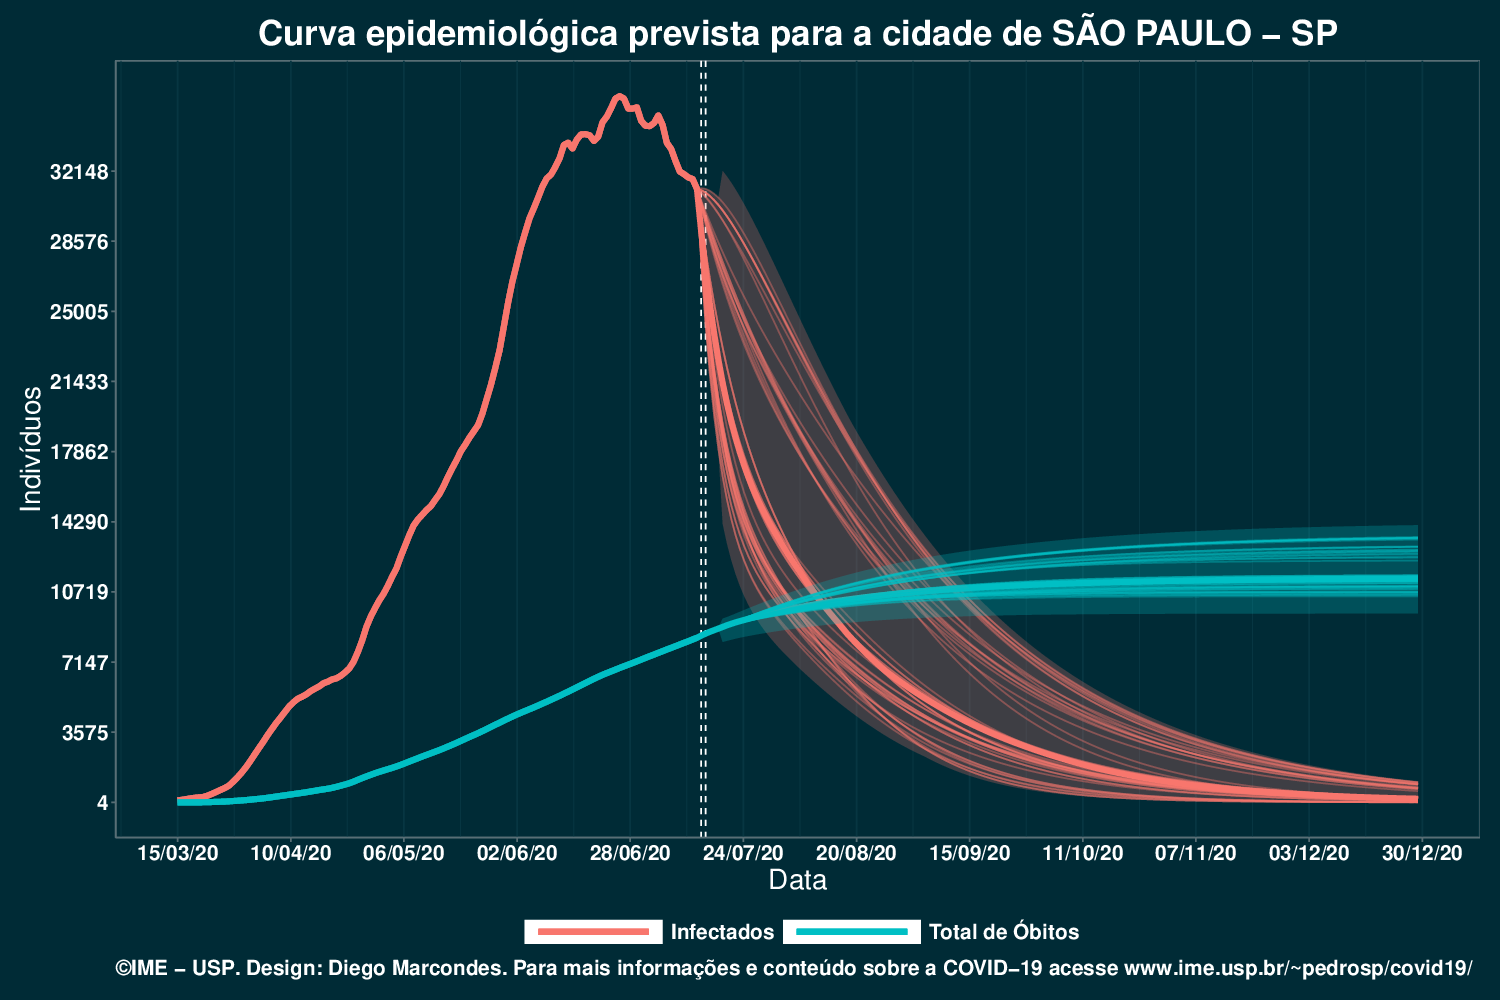 Curva epidemiológica prevista para a cidade de SÃO PAULO – SP
Indivíduos
32148
28576
25005
21433
17862
14290
10719
7147
3575
4
15/03/20 10/04/20 06/05/20 02/06/20 28/06/20 24/07/20 20/08/20 15/09/20 11/10/20 07/11/20 03/12/20 30/12/20
Data
Infectados Total de Óbitos
©IME – USP. Design: Diego Marcondes. Para mais informações e conteúdo sobre a COVID–19 acesse www.ime.usp.br/~pedrosp/covid19/